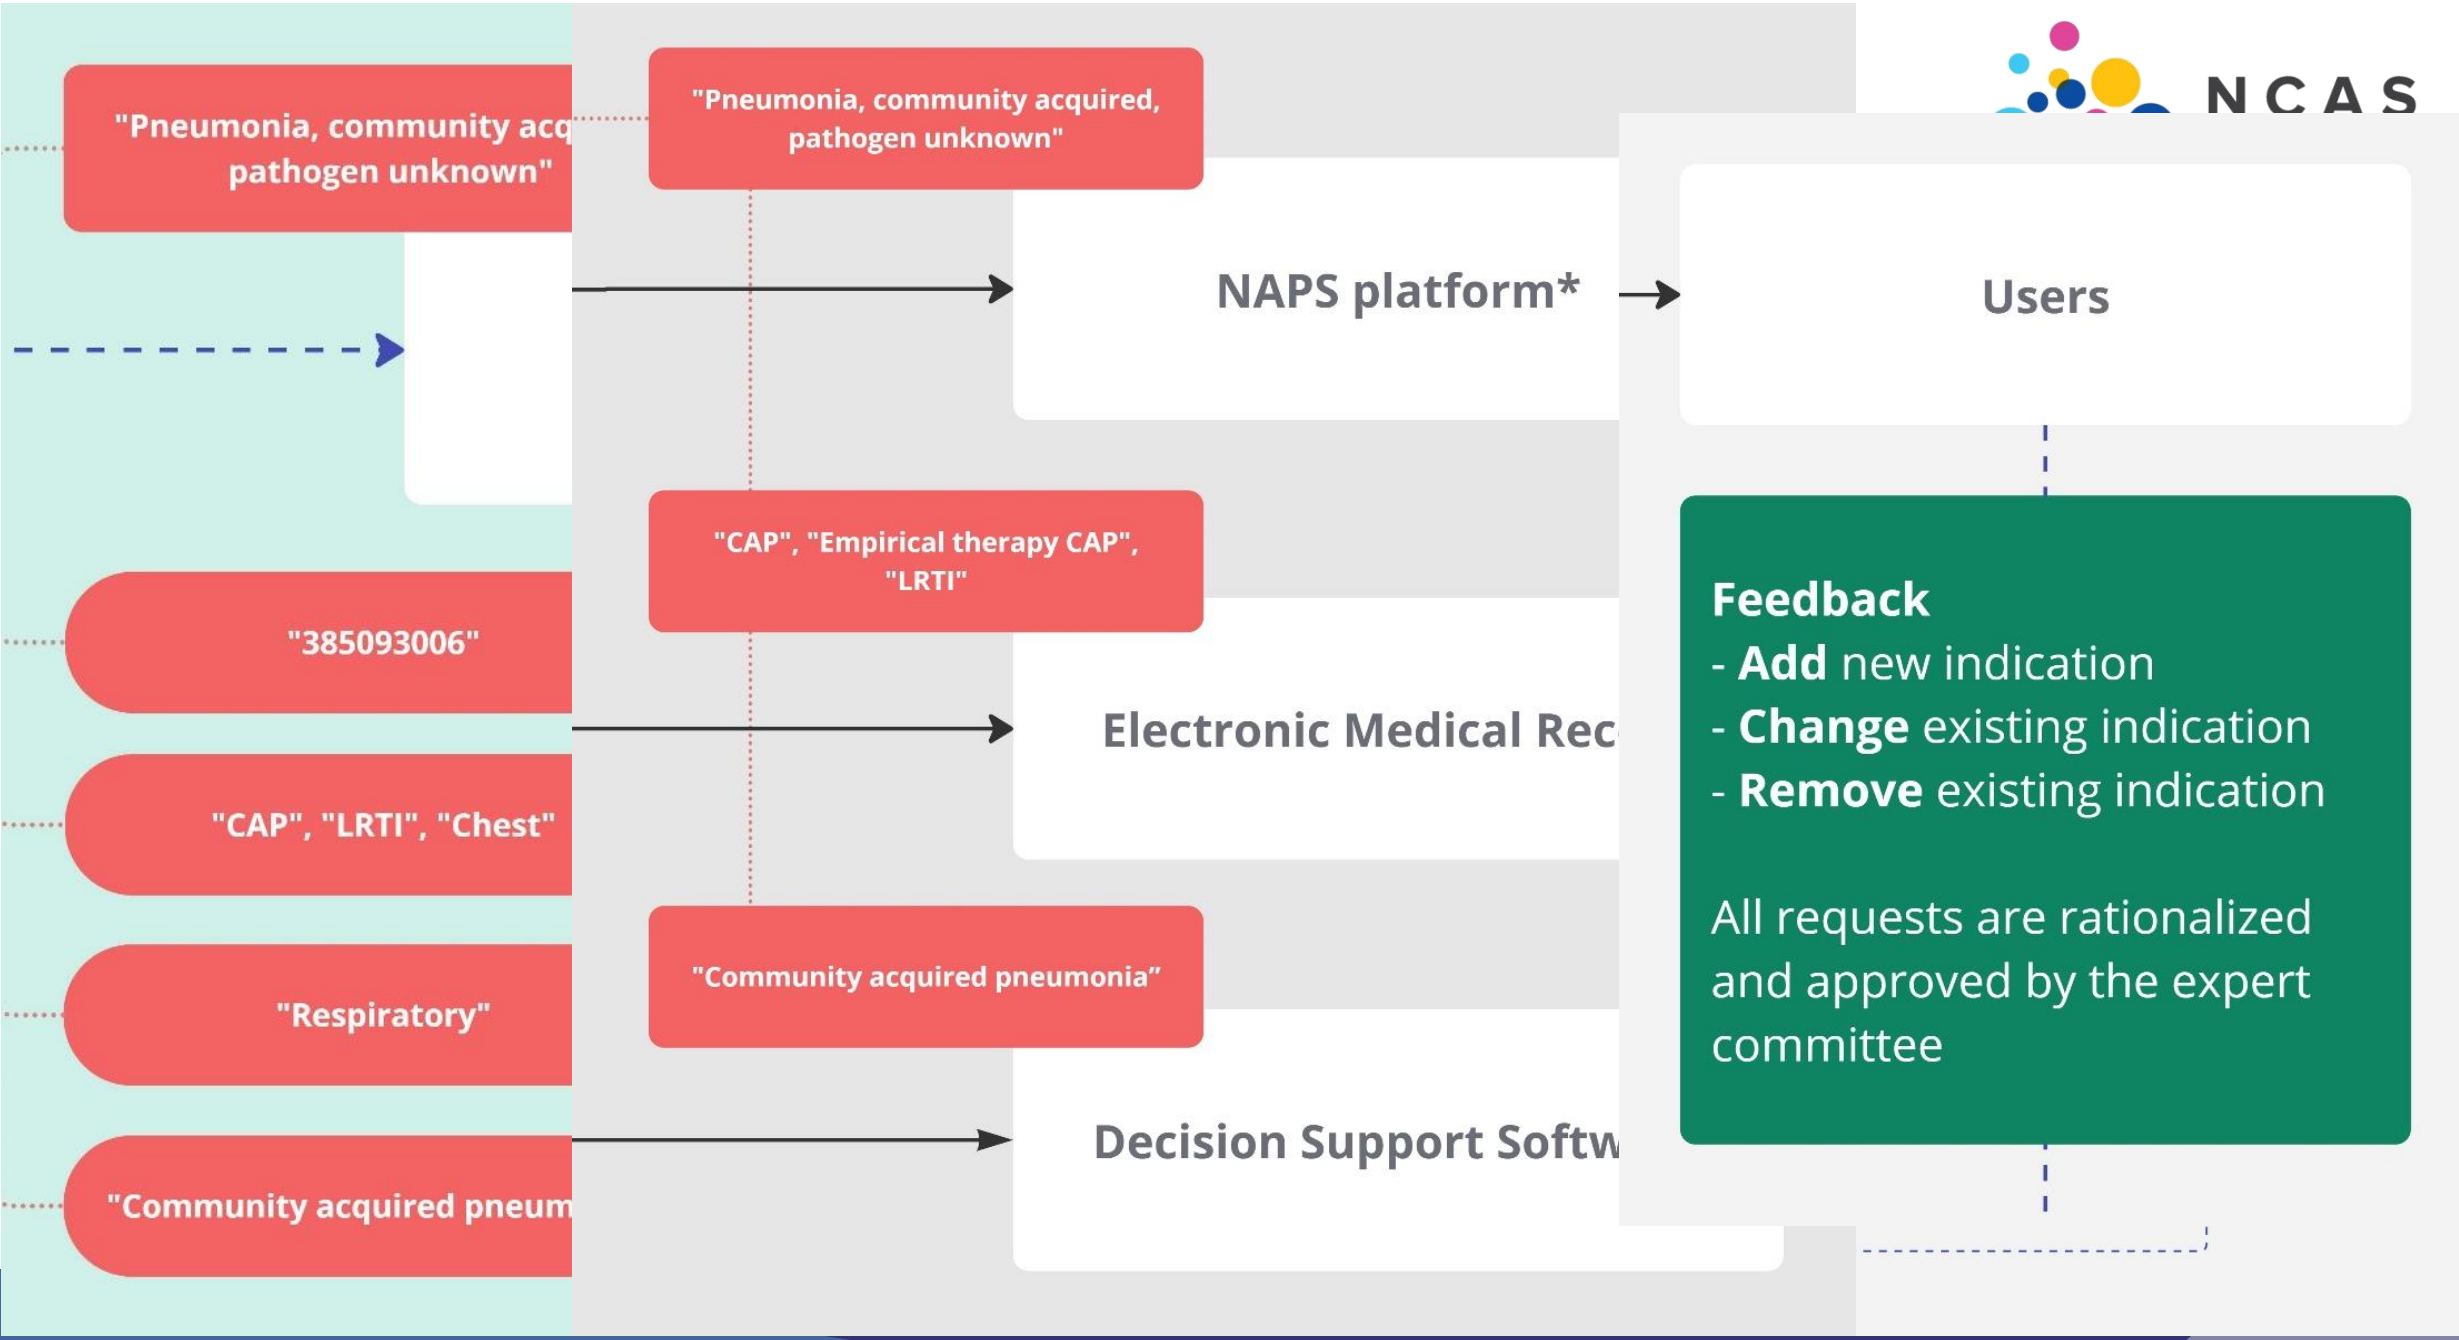 "Pneumonia, community acq
pathogen unknown"
"385093006"
"CAP", "LRTI", "Chest"
"Respiratory"
"Community acquired pneum
"Pneumonia, community acquired,
pathogen unknown"
NAPS platform*
"CAP", "Empirical therapy CAP",
"LRTI"
Electronic Medical Rec
"Community acquired pneumonia”
Decision Support Softw
NCAS
Users
Feedback
- Add new indication
- Change existing indication
- Remove existing indication
All requests are rationalized
and approved by the expert
committee